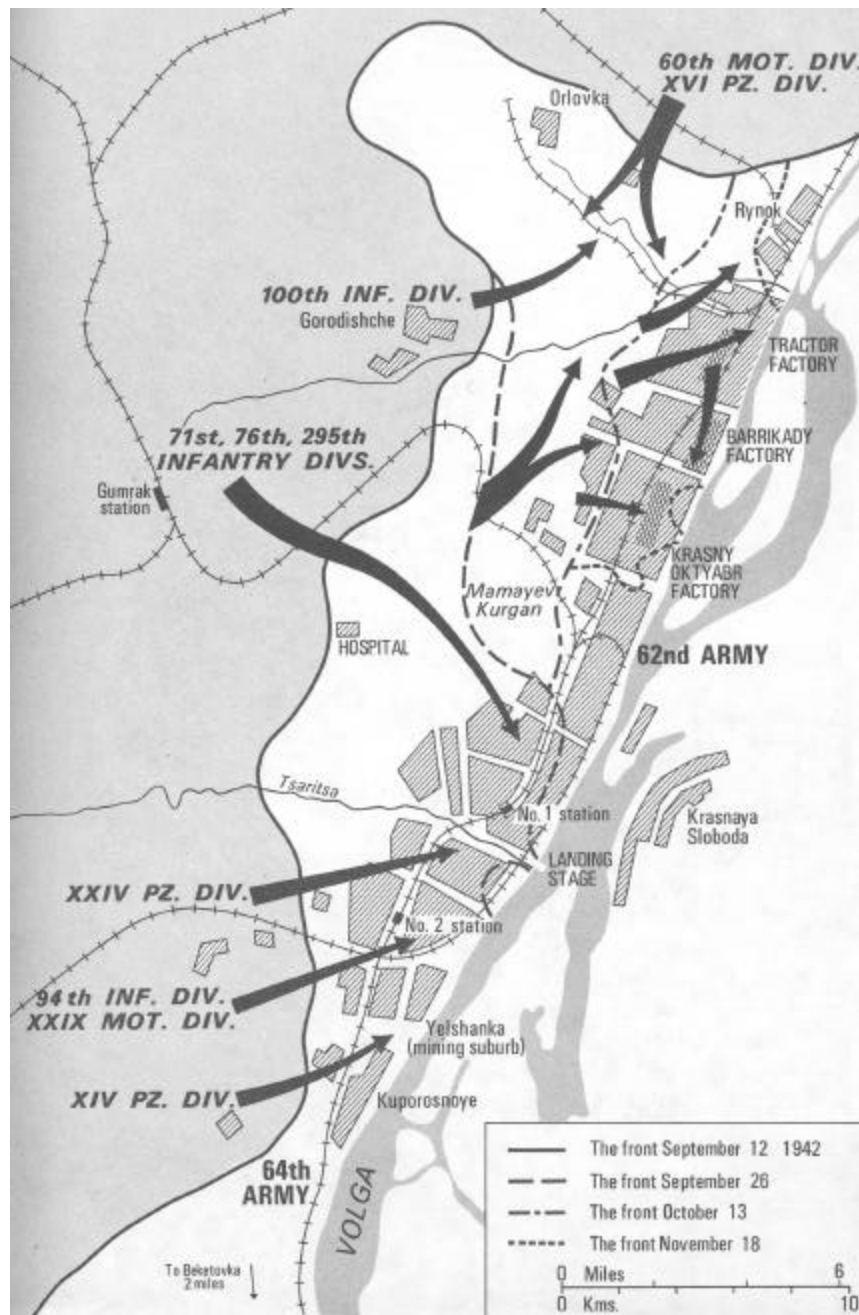 60th MOT. DIV.
XVI PZ. DIV.
Orlovka
Rynok
100th INF. DIV.
Gorodishche
TRACTOR
FACTORY
71st, 76th, 295th
INFANTRY DIVS.
BARRIKADY
FACTORY
Gumrak
station
KRASNY
OKTYABR
FACTORY
Mamayev
Kurgan
HOSPITAL
62nd ARMY
Tsaritsa
No. 1 station
Krasnaya
Sloboda
LANDING
STAGE
XXIV PZ. DIV.
No. 2 station
94th INF. DIV.
XXIX MOT. DIV.
Yelshanka
(mining suburb)
XIV PZ. DIV.
Kuporosnoye
64th
ARMY
VOLGA
To Beketovka
2 miles
The front September 12 1942
The front September 26
The front October 13
The front November 18
0 Miles 6
0 Kms. 10